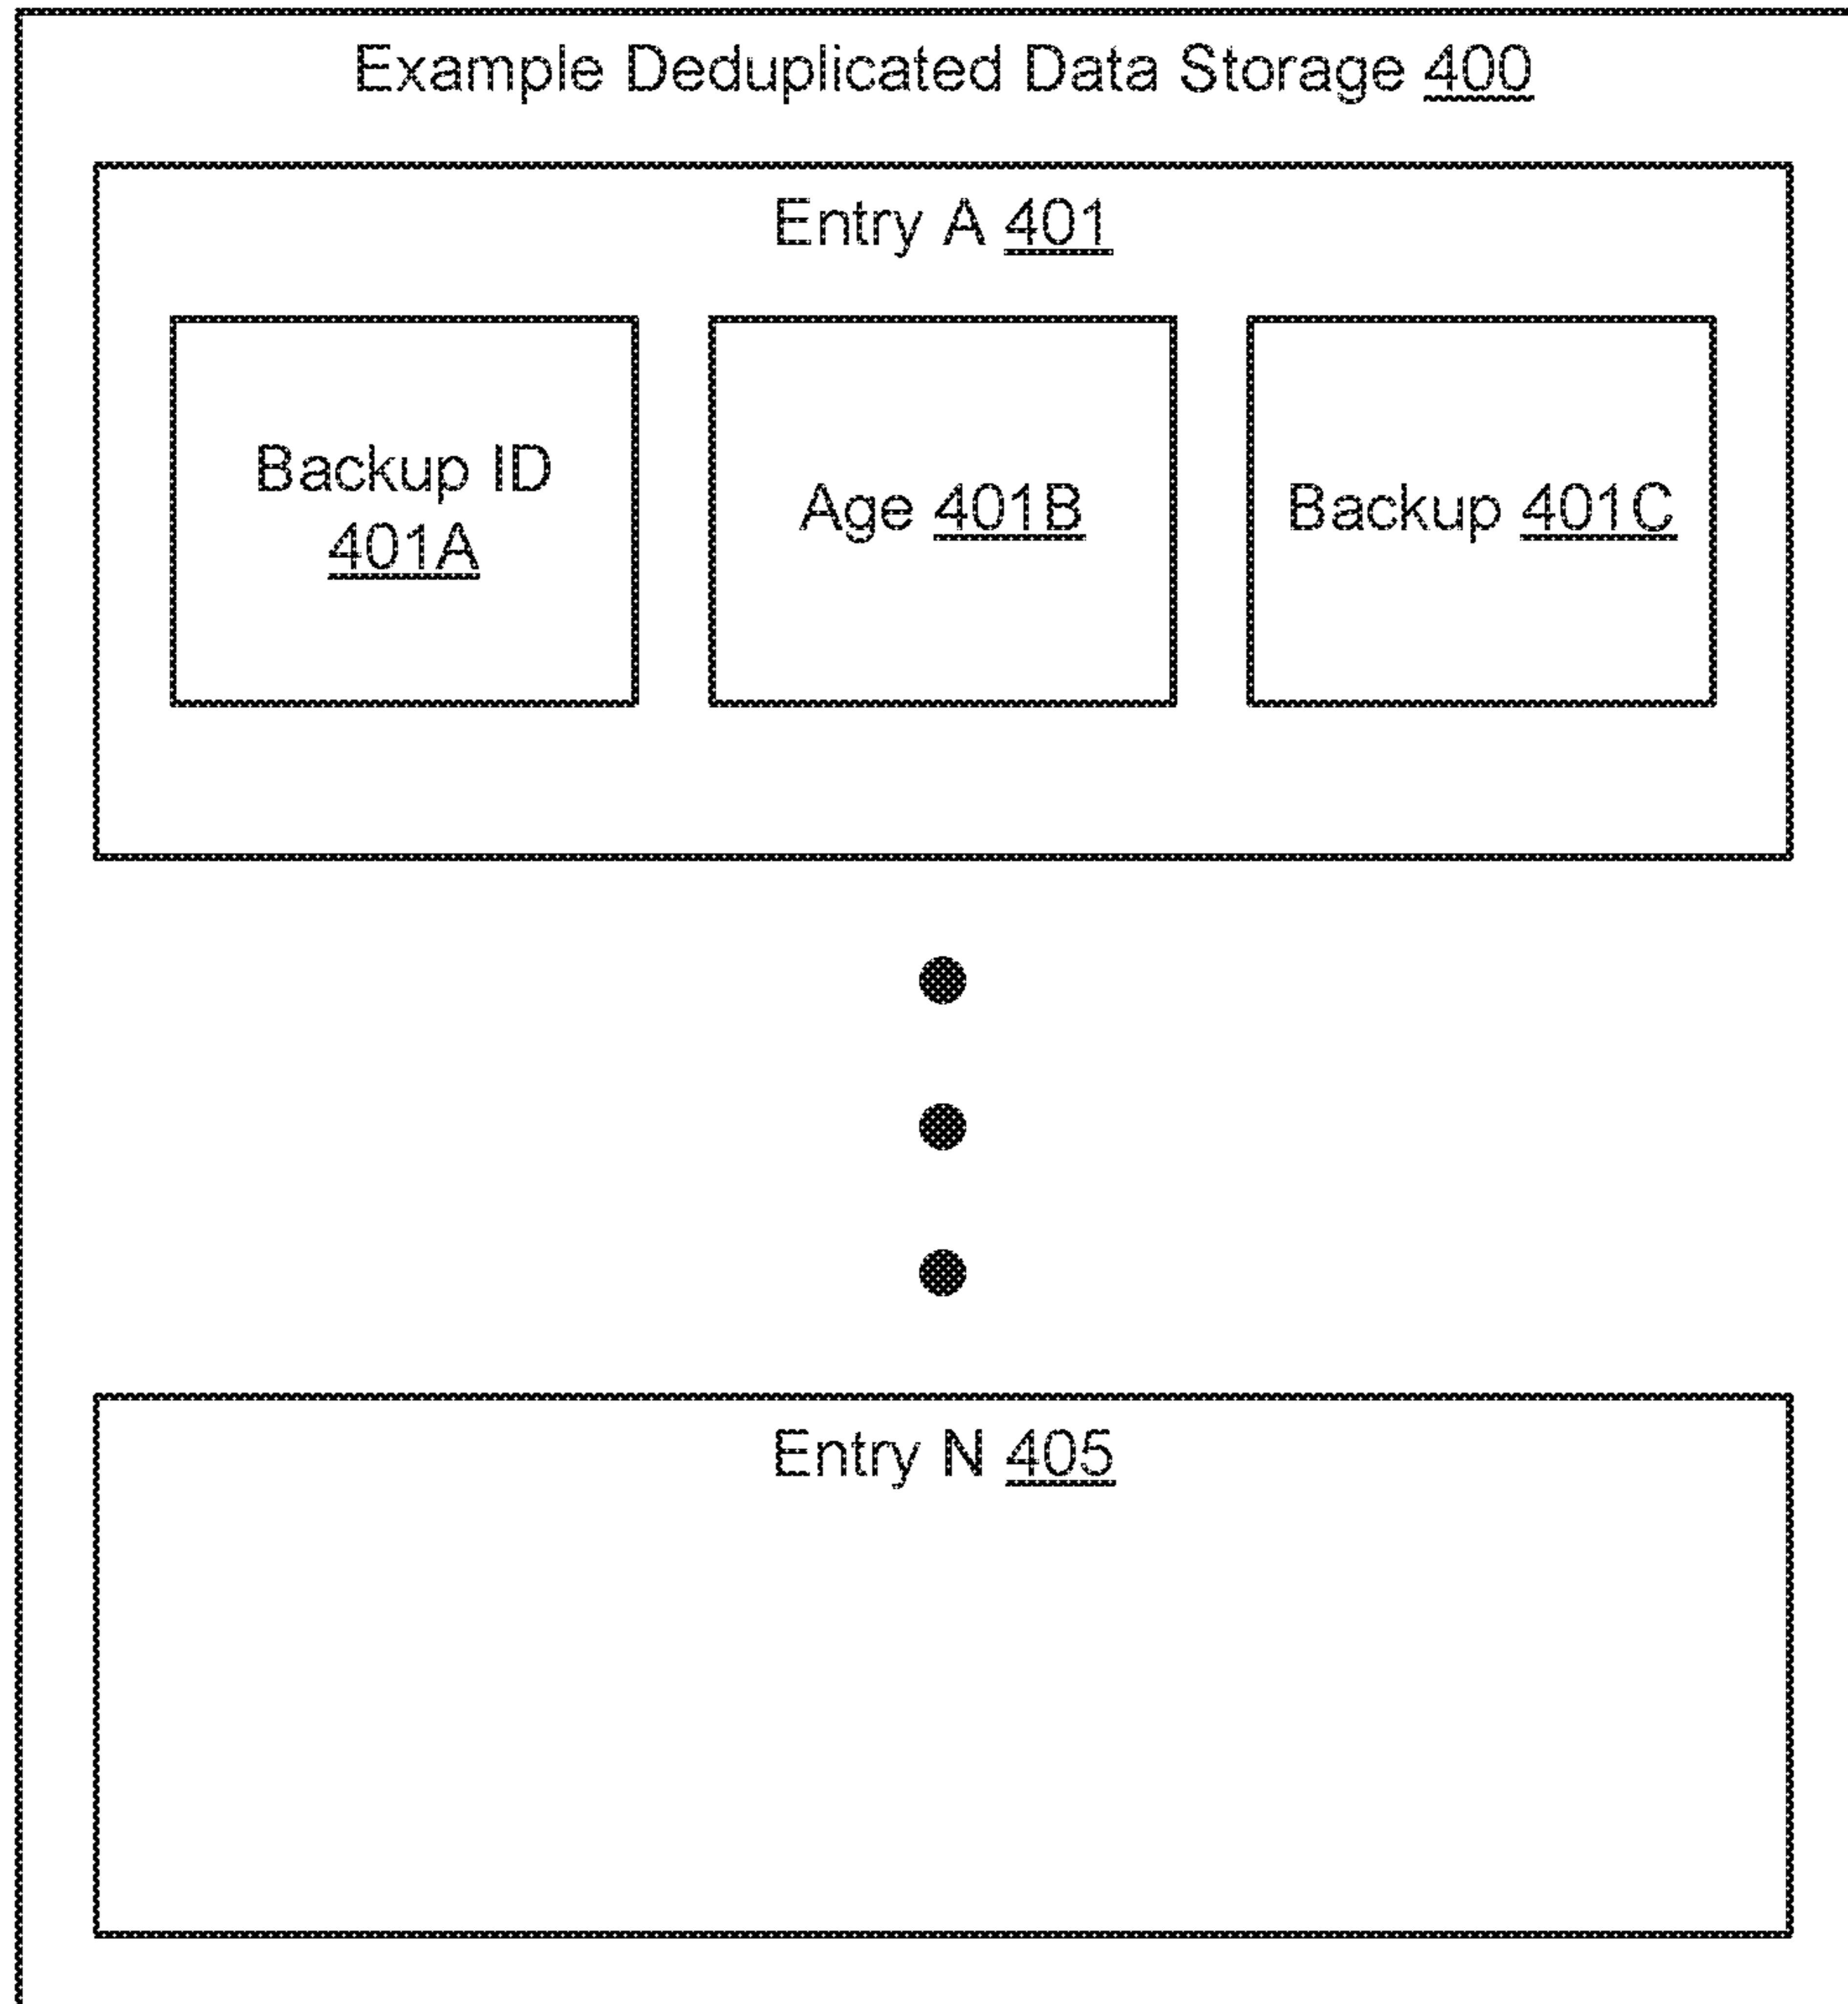 Example Deduplicated Data Storage 400
Entry A 401
Backup ID
401A
Age 401B
Backup 401C
Entry N 405